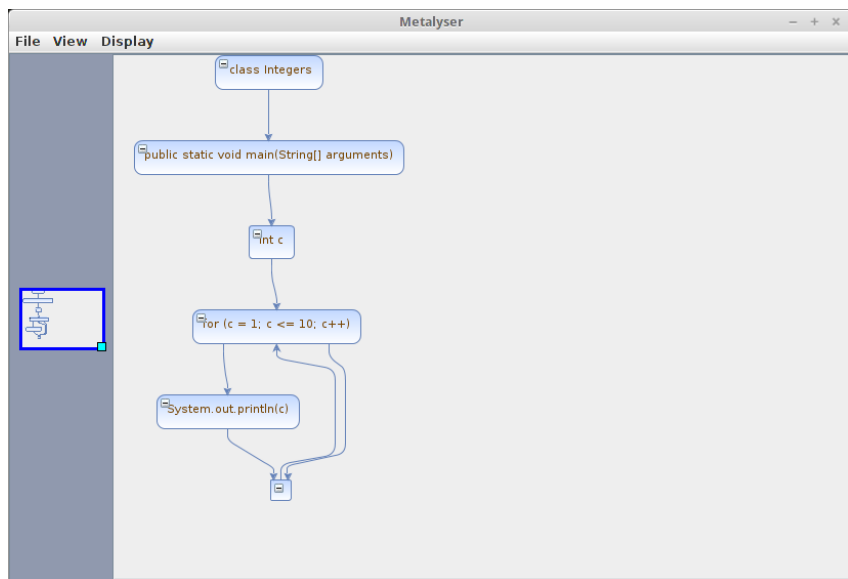 Metalyser
File View Display
class Integers
public static void main(String[] arguments)
int c
for (c = 1; c <= 10; c++)
System.out.println(c)